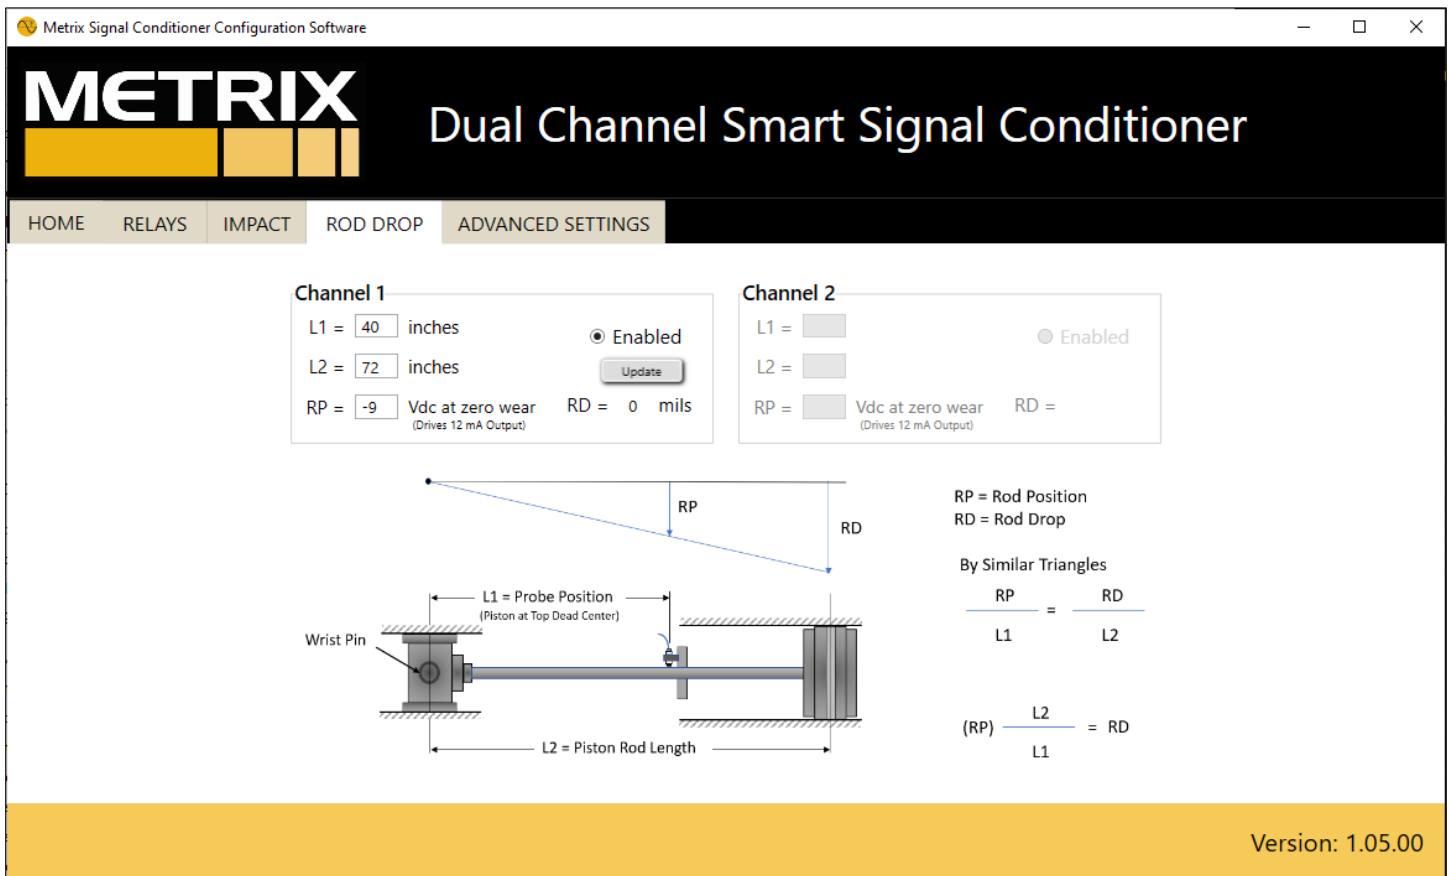 Metrix Signal Conditioner Configuration Software
METRIX
Dual Channel Smart Signal Conditioner
HOME RELAYS IMPACT ROD DROP ADVANCED SETTINGS
Channel 1
L1 = 40 inches
Enabled
L2 = 72 inches
Update
RP = -9 Vdc at zero wear RD = 0 mils
(Drives 12 mA Output)
Channel 2
L1 =
Enabled
L2 =
RP = Vdc at zero wear RD =
(Drives 12 mA Output)
RP
RD
L1 = Probe Position
(Piston at Top Dead Center)
Wrist Pin
L2 = Piston Rod Length
RP = Rod Position
RD = Rod Drop
By Similar Triangles
RP RD
=
L1 L2
L2
(RP) = RD
L1
Version: 1.05.00